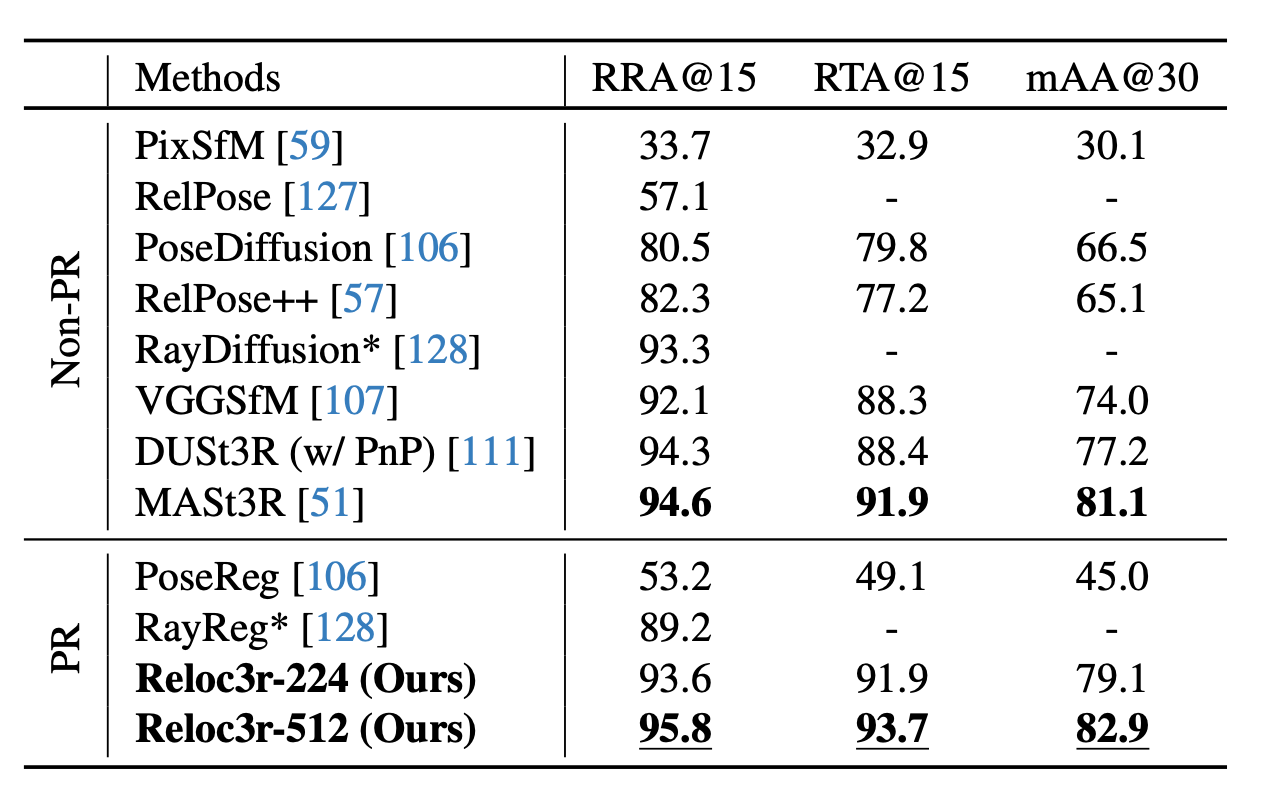 Methods RRA@15 RTA@15 mAA@30
Non-PR
PixSfM [59] 33.7 32.9 30.1
RelPose [127] 57.1 - -
PoseDiffusion [106] 80.5 79.8 66.5
RelPose++ [57] 82.3 77.2 65.1
RayDiffusion* [128] 93.3 - -
VGGSfM [107] 92.1 88.3 74.0
DUSt3R (w/ PnP) [111] 94.3 88.4 77.2
MASt3R [51] 94.6 91.9 81.1
PR
PoseReg [106] 53.2 49.1 45.0
RayReg* [128] 89.2 - -
Reloc3r-224 (Ours) 93.6 91.9 79.1
Reloc3r-512 (Ours) 95.8 93.7 82.9